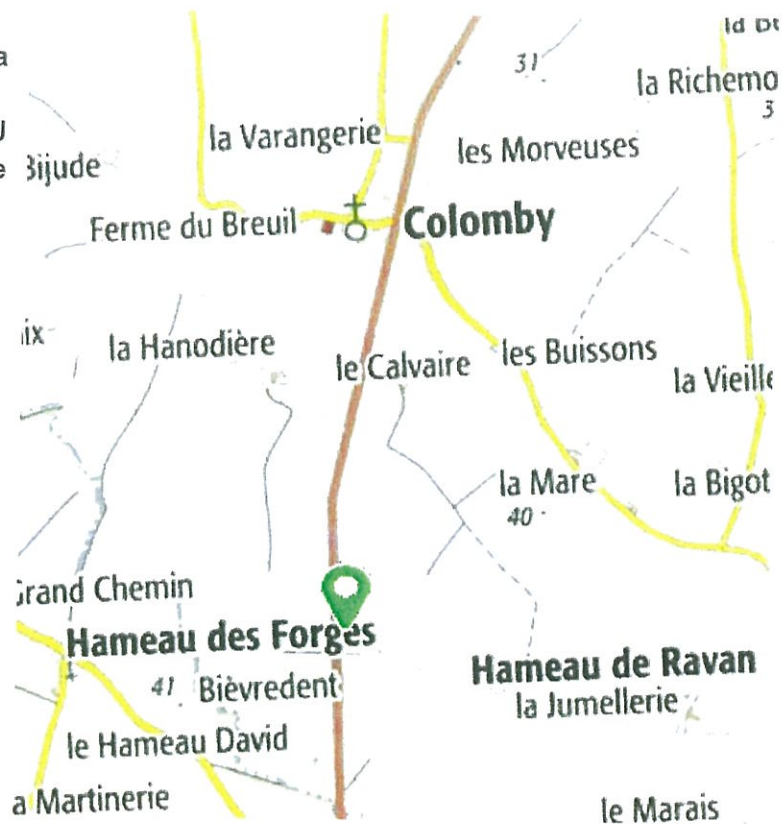 31
la Richemo
3
la Varangerie
les Morveuses
Bijude
Ferme du Breuil
Colomby
la Hanodière
le Calvaire
les Buissons
la Vieille
la Mare
la Bigot
40
Grand Chemin
Hameau des Forges
Hameau de Ravan
41
Bièvredent
la Jumellerie
le Hameau David
a Martinerie
le Marais